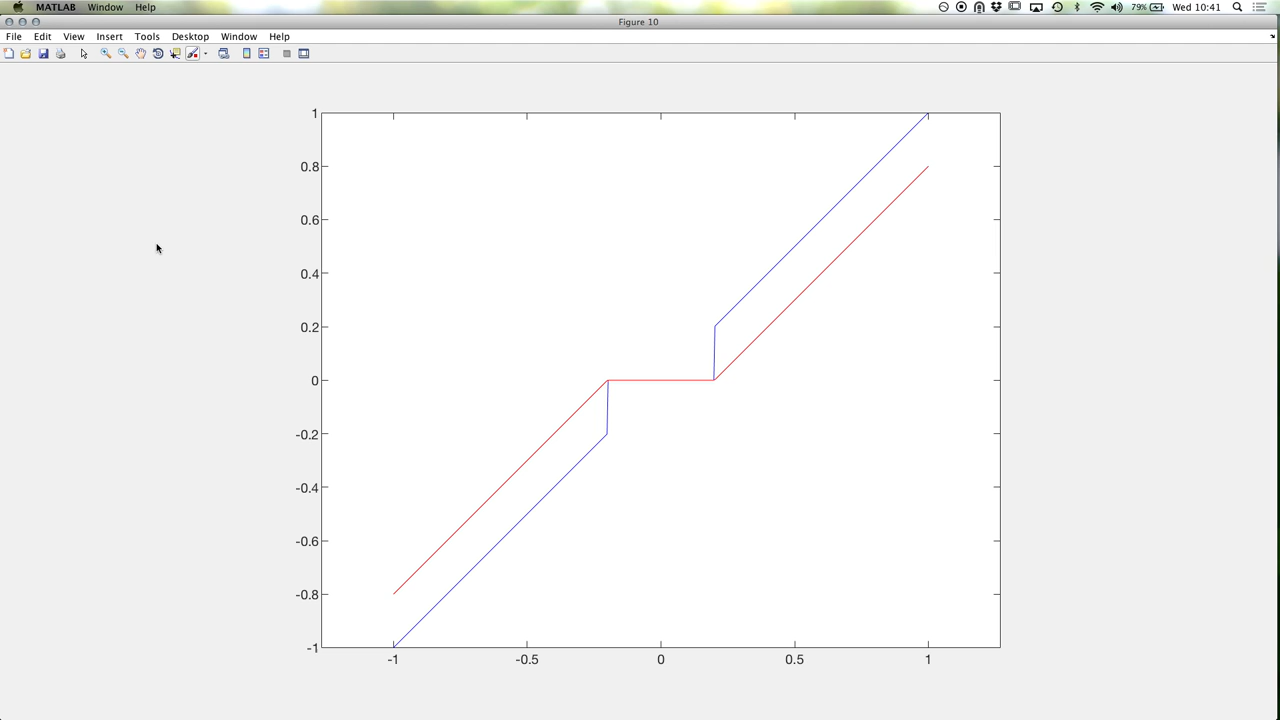 MATLAB Window Help 79% Wed 10:41
Figure 10
File Edit View Insert Tools Desktop Window Help
1
0.8
0.6
0.4
0.2
0
-0.2
-0.4
-0.6
-0.8
-1
-1 -0.5 0 0.5 1